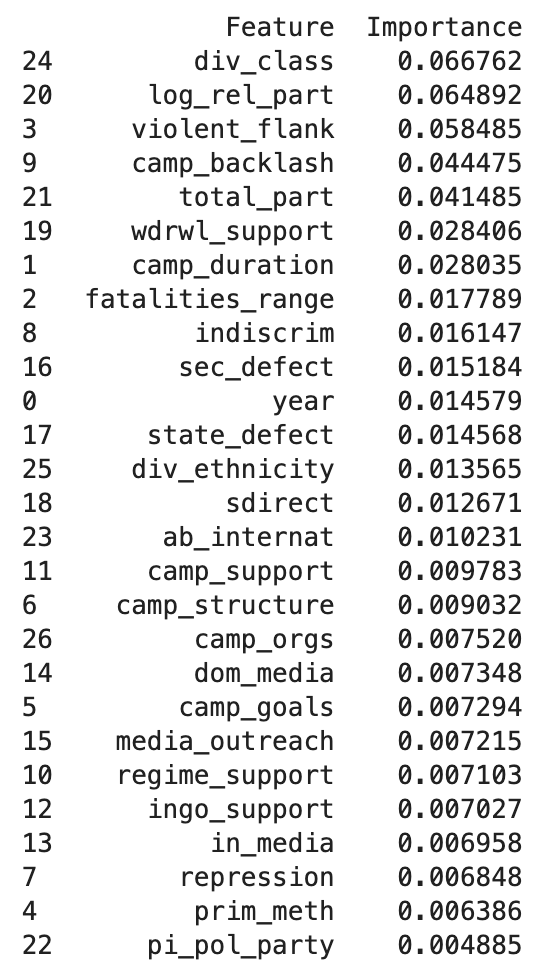 Feature Importance
24 div_class 0.066762
20 log_rel_part 0.064892
3 violent_flank 0.058485
9 camp_backlash 0.044475
21 total_part 0.041485
19 wdrwl_support 0.028406
1 camp_duration 0.028035
2 fatalities_range 0.017789
8 indiscrim 0.016147
16 sec_defect 0.015184
0 year 0.014579
17 state_defect 0.014568
25 div_ethnicity 0.013565
18 sdirect 0.012671
23 ab_internat 0.010231
11 camp_support 0.009783
6 camp_structure 0.009032
26 camp_orgs 0.007520
14 dom_media 0.007348
5 camp_goals 0.007294
15 media_outreach 0.007215
10 regime_support 0.007103
12 ingo_support 0.007027
13 in_media 0.006958
7 repression 0.006848
4 prim_meth 0.006386
22 pi_pol_party 0.004885